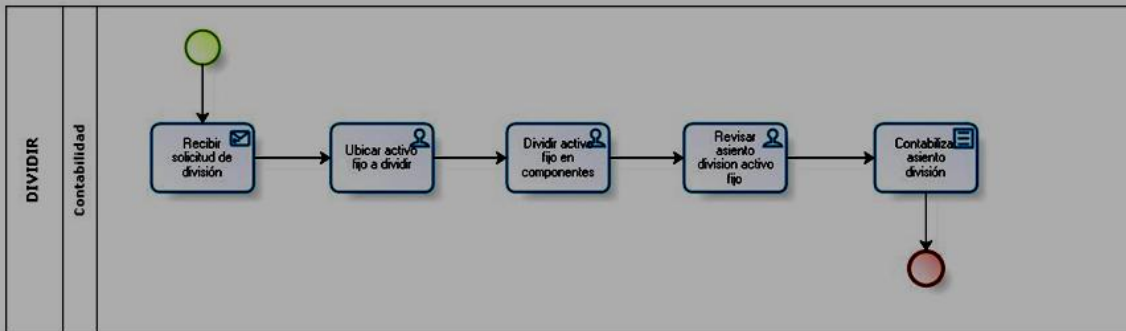 DIVIDIR
Contabilidad
Recibir
solicitud de
división
Ubicar activo
fijo a dividir
Dividir activo
fijo en
componentes
Revisar
asiento
division activo
fijo
Contabilizar
asiento
división